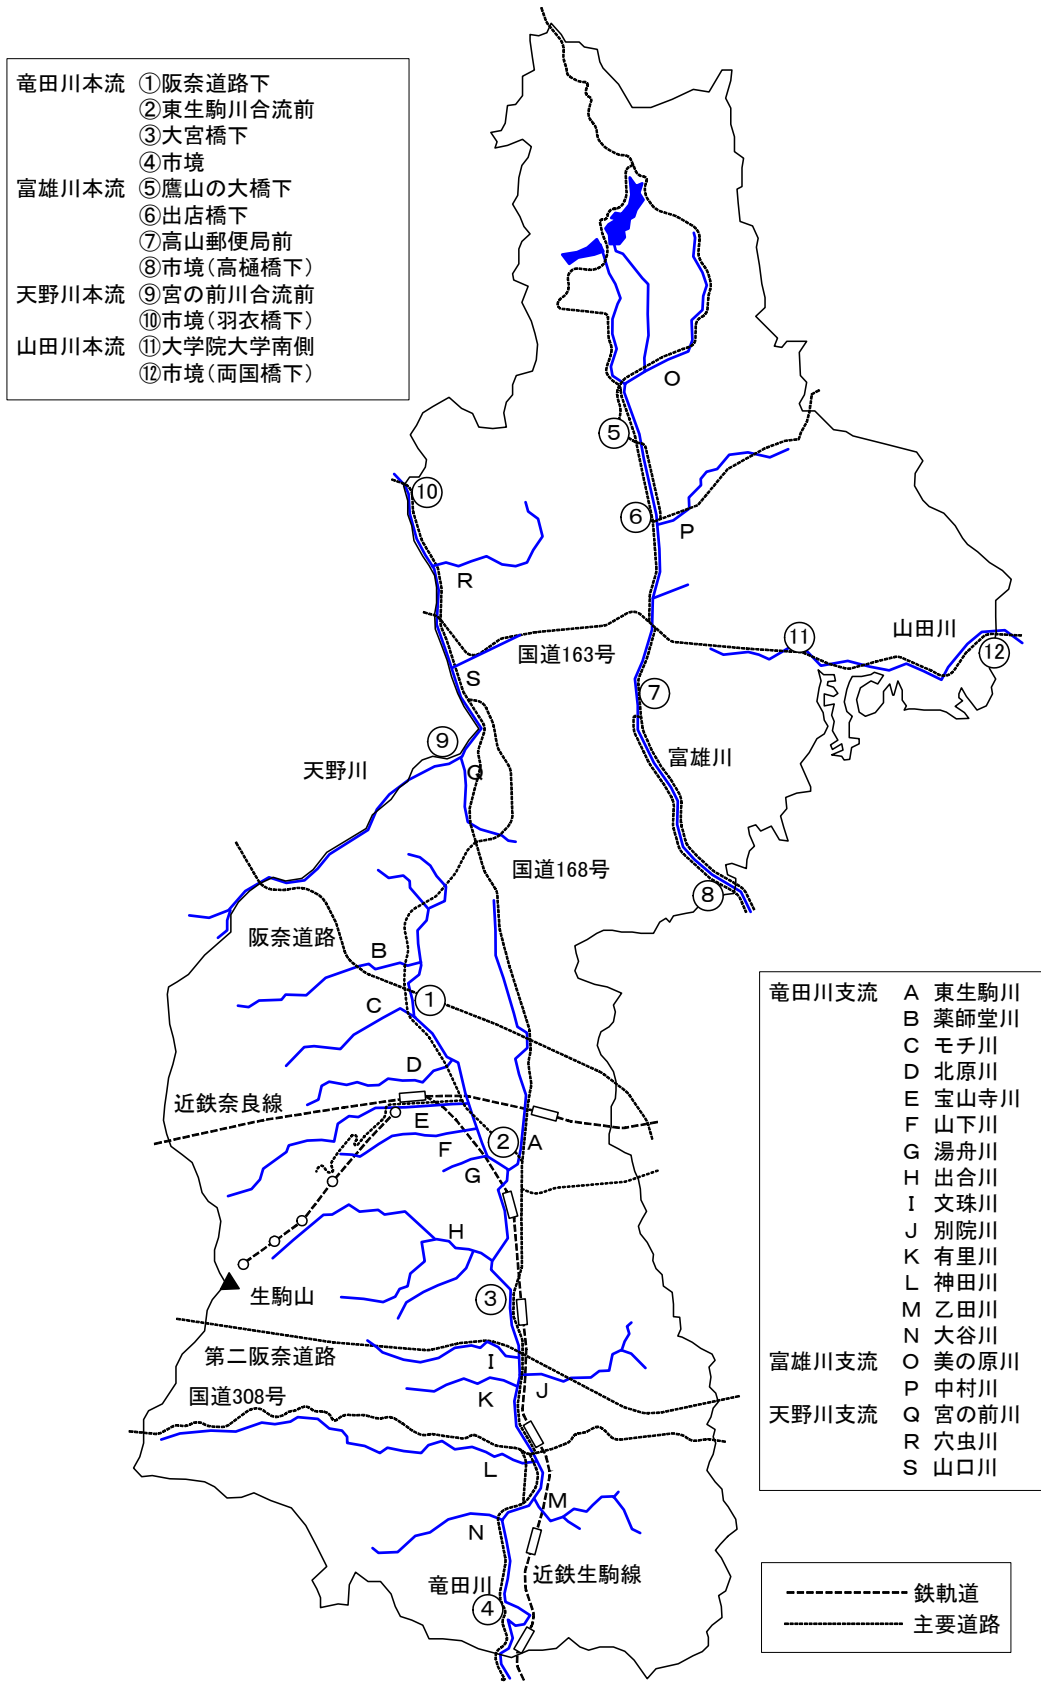 竜田川本流 ①阪奈道路下
②東生駒川合流前
③大宮橋下
④市境
富雄川本流 ⑤鷹山の大橋下
⑥出店橋下
⑦高山郵便局前
⑧市境(高樋橋下)
天野川本流 ⑨宮の前川合流前
⑩市境(羽衣橋下)
山田川本流 ⑪大学院大学南側
⑫市境(両国橋下)
O
⑤
⑩
⑥
P
R
山田川
⑪
⑫
国道163号
S
⑦
⑨
天野川
Q
富雄川
国道168号
⑧
阪奈道路
B
①
C
D
近鉄奈良線
E
F
②
A
G
H
生駒山
③
第二阪奈道路
I
J
国道308号
K
L
M
N
竜田川
近鉄生駒線
④
竜田川支流 A 東生駒川
B 薬師堂川
C モチ川
D 北原川
E 宝山寺川
F 山下川
G 湯舟川
H 出合川
I 文珠川
J 別院川
K 有里川
L 神田川
M 乙田川
N 大谷川
富雄川支流 O 美の原川
P 中村川
天野川支流 Q 宮の前川
R 穴虫川
S 山口川
鉄軌道
主要道路